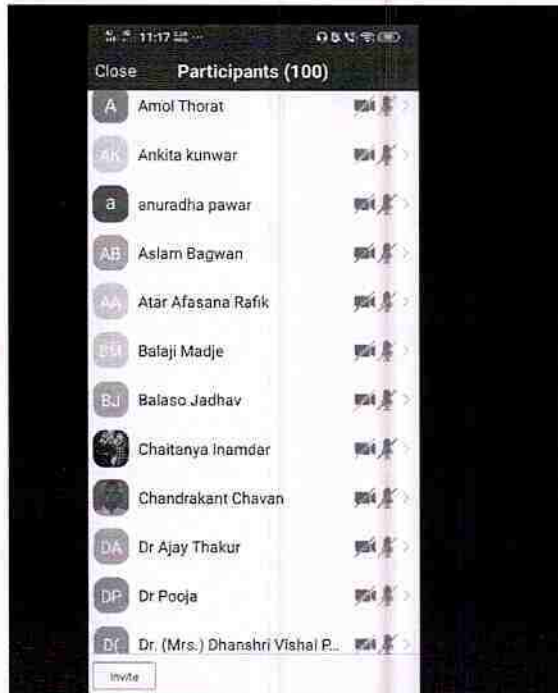 11:17
Close Participants (100)
A Amol Thorat
AK Ankita kunwar
a anuradha pawar
AB Aslam Bagwan
AA Atar Afasana Rafik
BM Balaji Madje
BJ Balaso Jadhav
Chaitanya Inamdar
Chandrakant Chavan
DA Dr Ajay Thakur
DP Dr Pooja
D( Dr. (Mrs.) Dhanshri Vishal P...
Invite